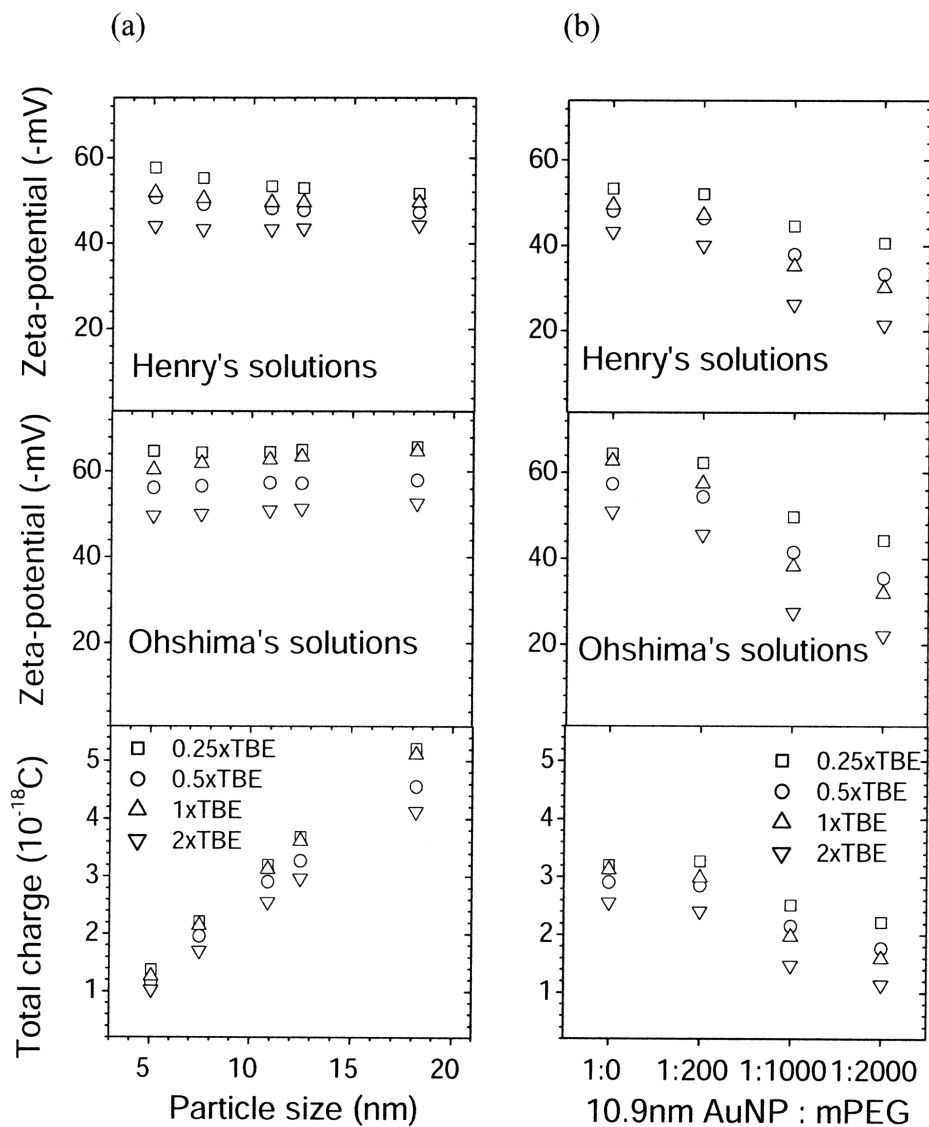 (a)
(b)
Zeta-potential (-mV)
60
40
20
Henry's solutions
60
40
20
Henry's solutions
Zeta-potential (-mV)
60
40
20
Ohshima's solutions
60
40
20
Ohshima's solutions
Total charge (10⁻¹⁸C)
5
4
3
2
1
0.25xTBE
0.5xTBE
1xTBE
2xTBE
5 10 15 20
Particle size (nm)
5
4
3
2
1
0.25xTBE
0.5xTBE
1xTBE
2xTBE
1:0 1:200 1:1000 1:2000
10.9nm AuNP : mPEG